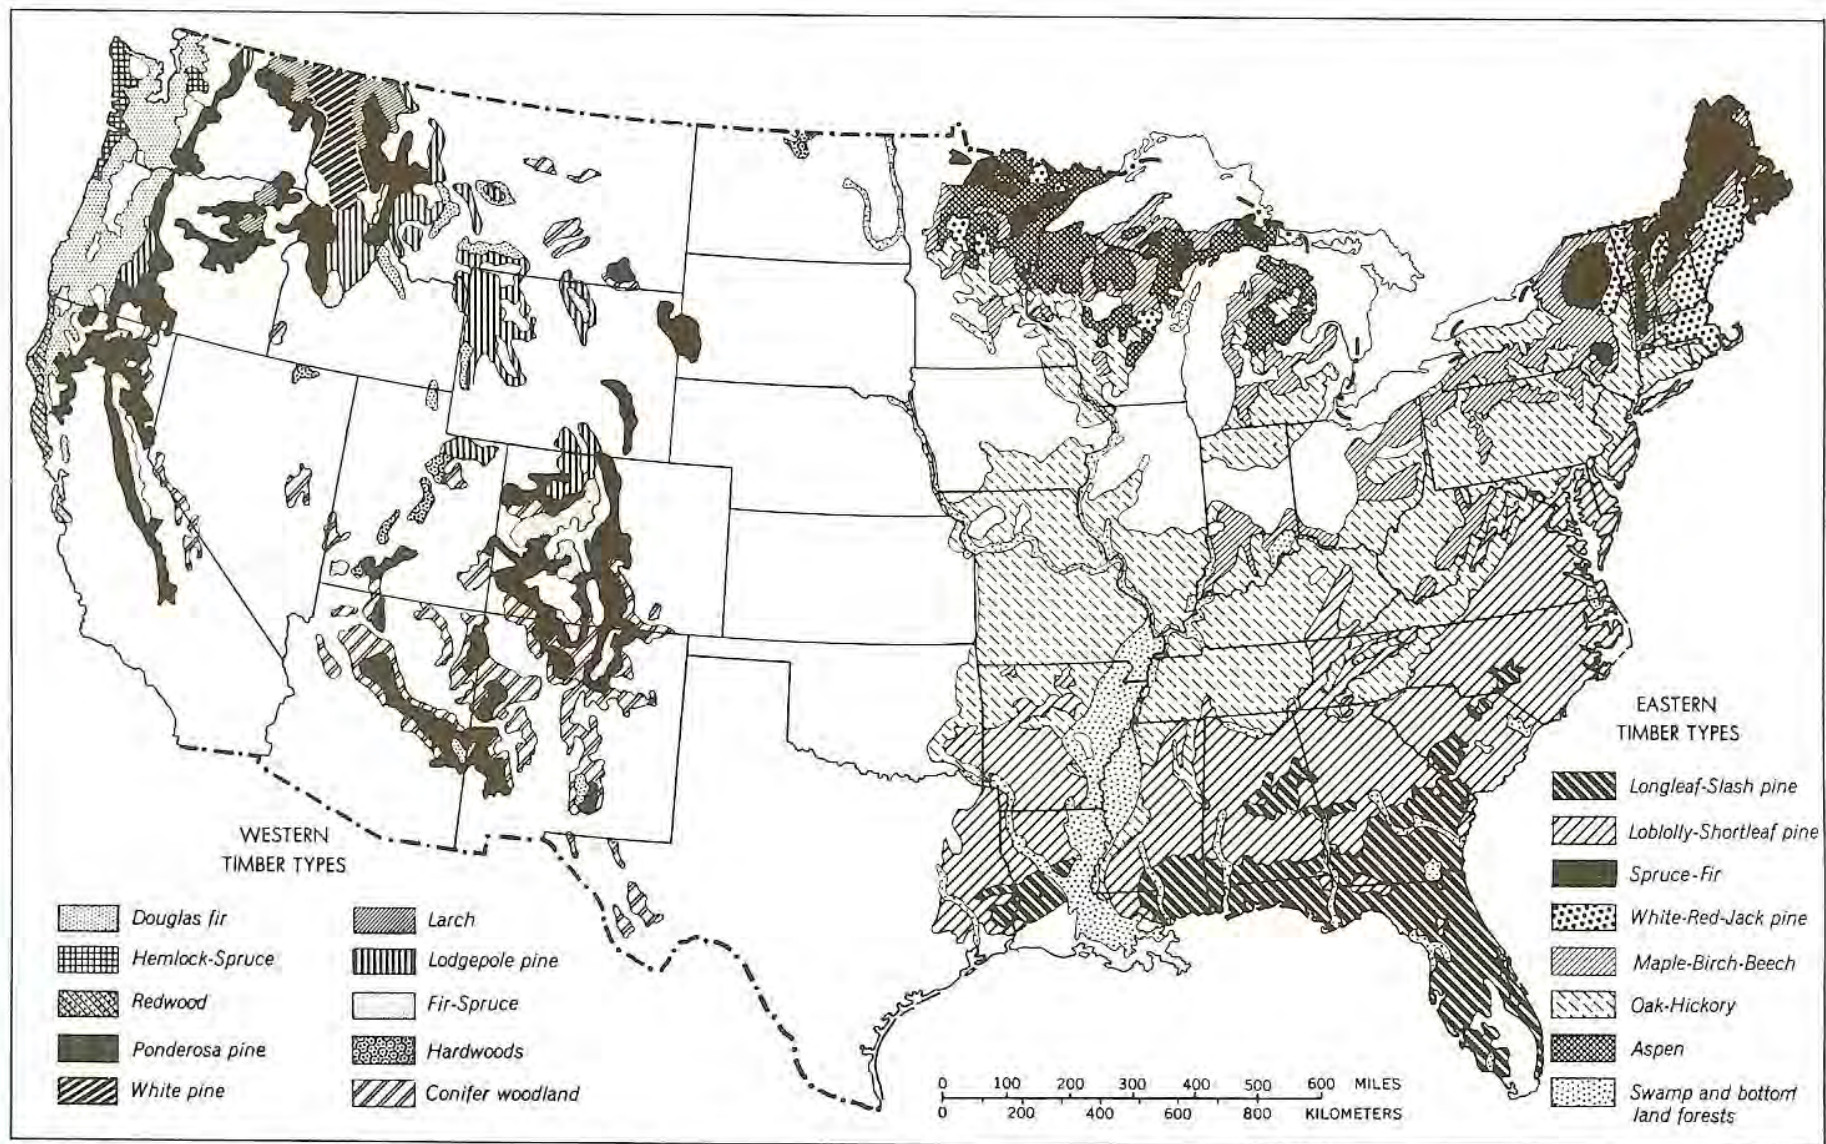 WESTERN
TIMBER TYPES
Douglas fir
Hemlock-Spruce
Redwood
Ponderosa pine
White pine
Larch
Lodgepole pine
Fir-Spruce
Hardwoods
Conifer woodland
0 100 200 300 400 500 600 MILES
0 200 400 600 800 KILOMETERS
EASTERN
TIMBER TYPES
Longleaf-Slash pine
Loblolly-Shortleaf pine
Spruce-Fir
White-Red-Jack pine
Maple-Birch-Beech
Oak-Hickory
Aspen
Swamp and bottom
land forests